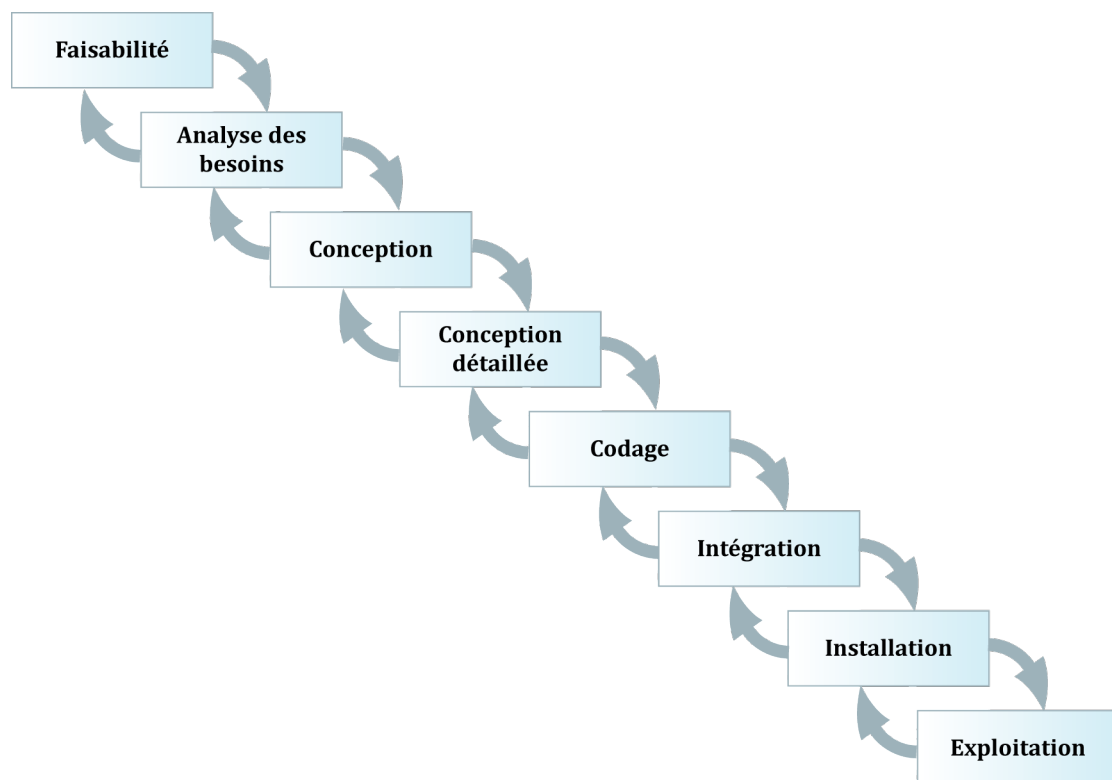 Faisabilité
Analyse des
besoins
Conception
Conception
détaillée
Codage
Intégration
Installation
Exploitation